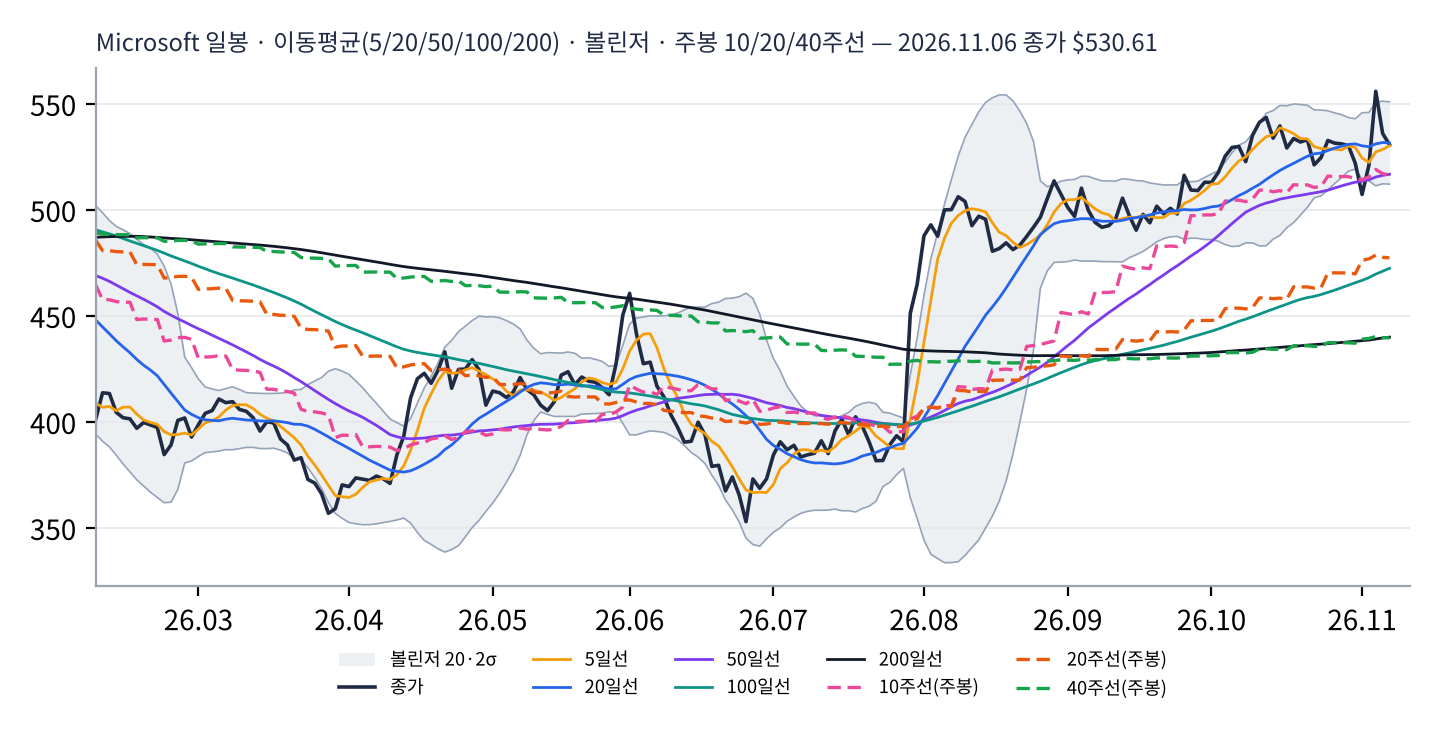 Microsoft 일봉 · 이동평균(5/20/50/100/200) · 볼린저 · 주봉 10/20/40주선 — 2026.11.06 종가 $530.61
550
500
450
400
350
26.03 26.04 26.05 26.06 26.07 26.08 26.09 26.10 26.11
볼린저 20·2σ 5일선 50일선 200일선 20주선(주봉)
종가 20일선 100일선 10주선(주봉) 40주선(주봉)